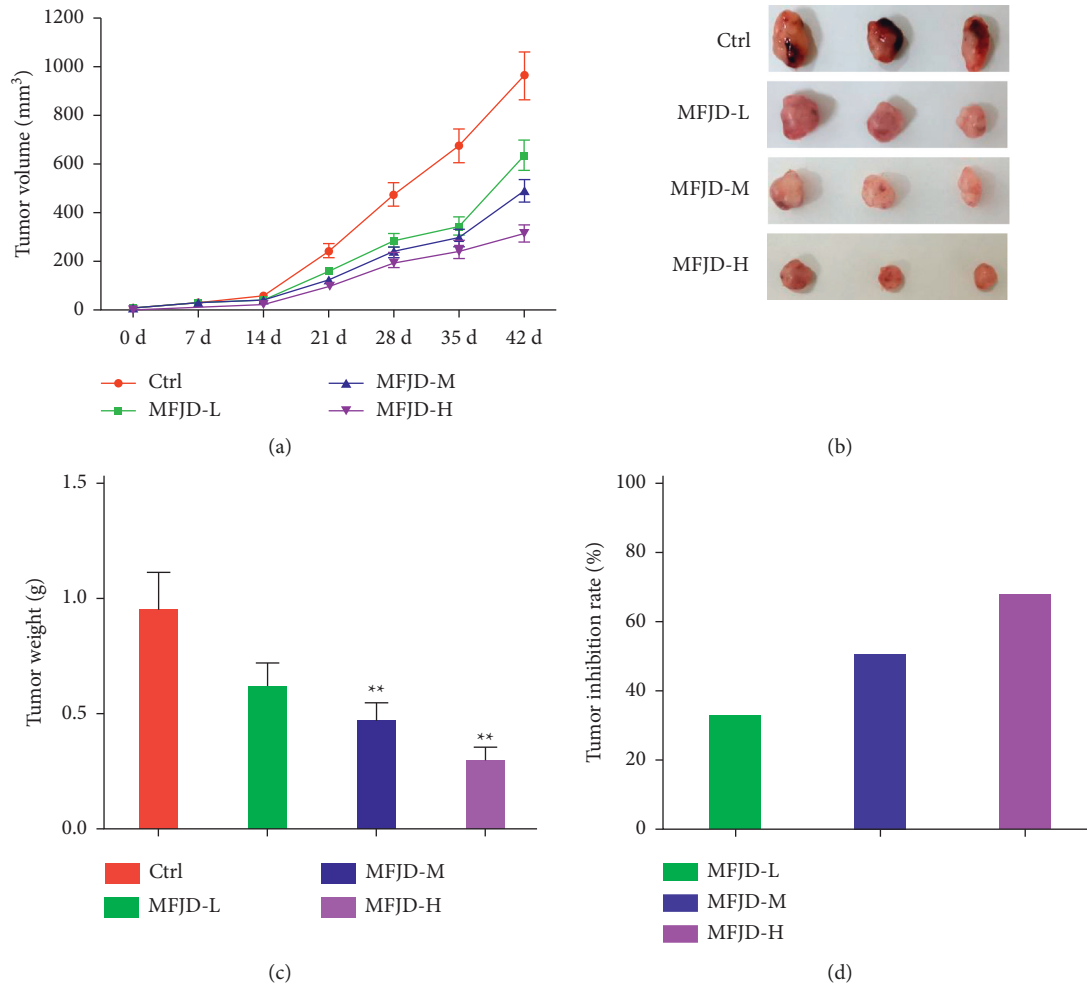 1200
1000
800
600
400
200
0
Tumor volume (mm³)
0 d 7 d 14 d 21 d 28 d 35 d 42 d
Ctrl MFJD-M
MFJD-L MFJD-H
(a)
Ctrl
MFJD-L
MFJD-M
MFJD-H
(b)
1.5
1.0
0.5
0.0
Tumor weight (g)
**
**
Ctrl MFJD-M
MFJD-L MFJD-H
(c)
100
80
60
40
20
0
Tumor inhibition rate (%)
MFJD-L
MFJD-M
MFJD-H
(d)